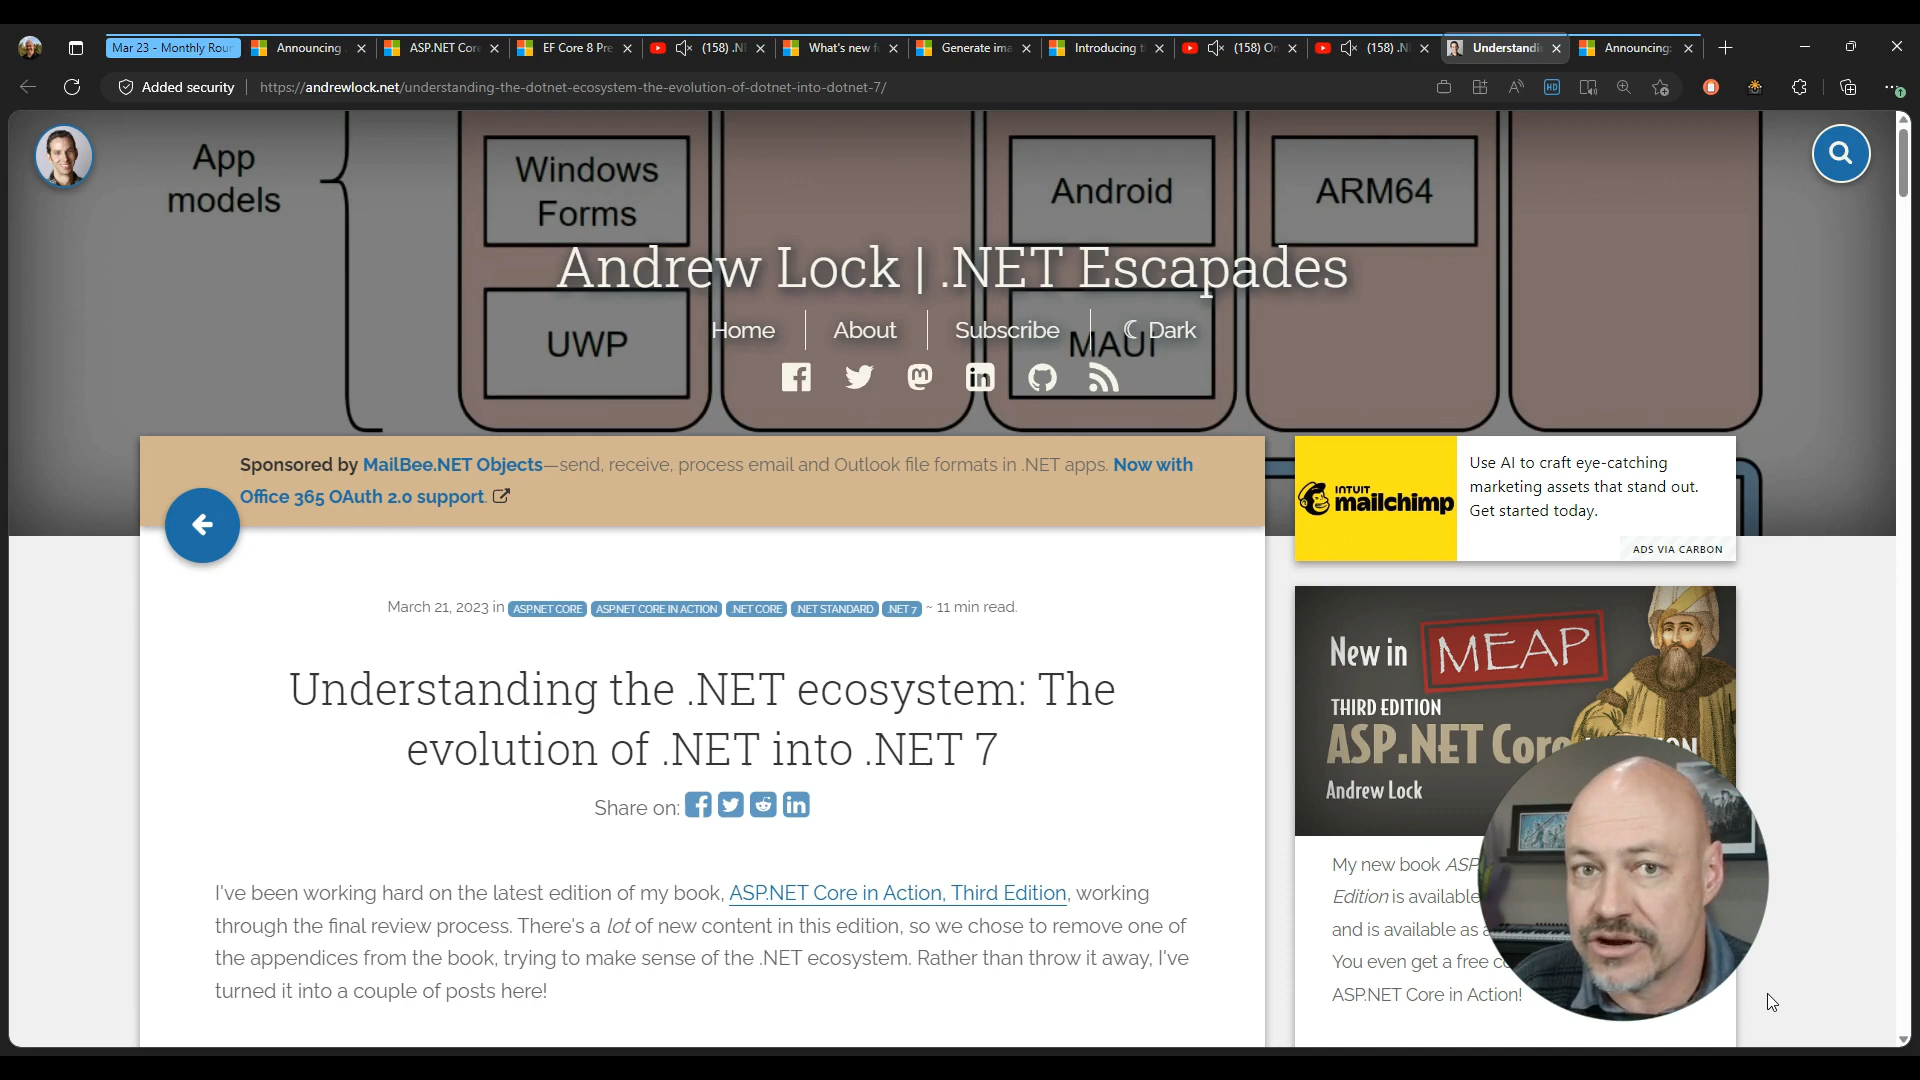 Mar 23 - Monthly Rour
Announcing
ASP.NET Cor
EF Core 8 Pre
(158) .NE
What's new f
Generate ima
Introducing t
(158) Or
(158) .N
Understandi
Announcing:
Added security
https://andrewlock.net/understanding-the-dotnet-ecosystem-the-evolution-of-dotnet-into-dotnet-7/
HD
App
models
Windows
Forms
UWP
Android
MAUI
ARM64
Andrew Lock | .NET Escapades
Home
About
Subscribe
Dark
Sponsored by MailBee.NET Objects—send, receive, process email and Outlook file formats in .NET apps. Now with
Office 365 OAuth 2.0 support.
INTUIT
mailchimp
Use AI to craft eye-catching
marketing assets that stand out.
Get started today.
ADS VIA CARBON
March 21, 2023 in ASP.NET CORE ASP.NET CORE IN ACTION .NET CORE .NET STANDARD .NET 7 ~ 11 min read.
Understanding the .NET ecosystem: The
evolution of .NET into .NET 7
Share on:
I've been working hard on the latest edition of my book, ASP.NET Core in Action, Third Edition, working
through the final review process. There's a lot of new content in this edition, so we chose to remove one of
the appendices from the book, trying to make sense of the .NET ecosystem. Rather than throw it away, I've
turned it into a couple of posts here!
New in MEAP
THIRD EDITION
ASP.NET Core
Andrew Lock
My new book ASP
Edition is available
and is available as a
You even get a free
ASP.NET Core in Action!